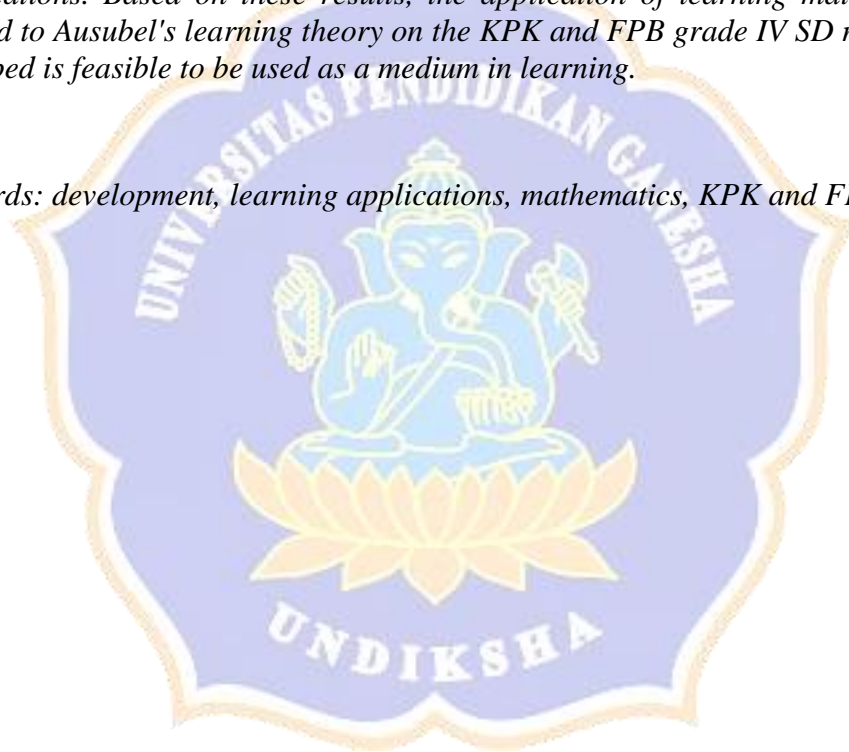 ations. Based on these results, the application of learning mat
d to Ausubel's learning theory on the KPK and FPB grade IV SD
ped is feasible to be used as a medium in learning.
UNIVERSITAS PENDIDIKAN GANESHA
rds: development, learning applications, mathematics, KPK and
UNDIKSHA